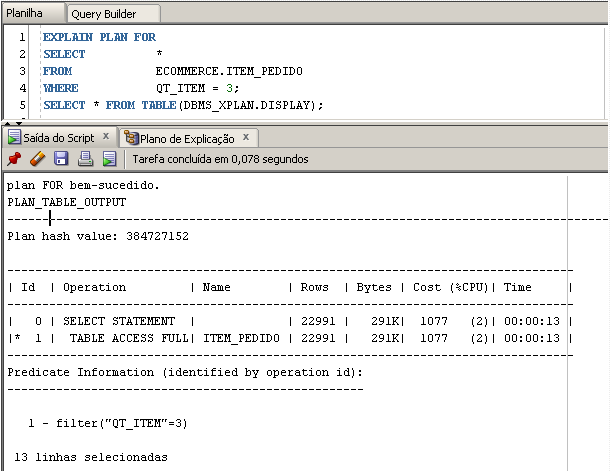 Planilha Query Builder
1 EXPLAIN PLAN FOR
2 SELECT *
3 FROM ECOMMERCE.ITEM_PEDIDO
4 WHERE QT_ITEM = 3;
5 SELECT * FROM TABLE(DBMS_XPLAN.DISPLAY);
Saída do Script x Plano de Explicação x
Tarefa concluída em 0,078 segundos
plan FOR bem-sucedido.
PLAN_TABLE_OUTPUT
--------------------------------------------------------------------------------
Plan hash value: 384727152
---------------------------------------------------------------------------------
| Id | Operation | Name | Rows | Bytes | Cost (%CPU)| Time |
---------------------------------------------------------------------------------
| 0 | SELECT STATEMENT | | 22991 | 291K| 1077 (2)| 00:00:13 |
|* 1 | TABLE ACCESS FULL| ITEM_PEDIDO | 22991 | 291K| 1077 (2)| 00:00:13 |
---------------------------------------------------------------------------------
Predicate Information (identified by operation id):
---------------------------------------------------
1 - filter("QT_ITEM"=3)
13 linhas selecionadas